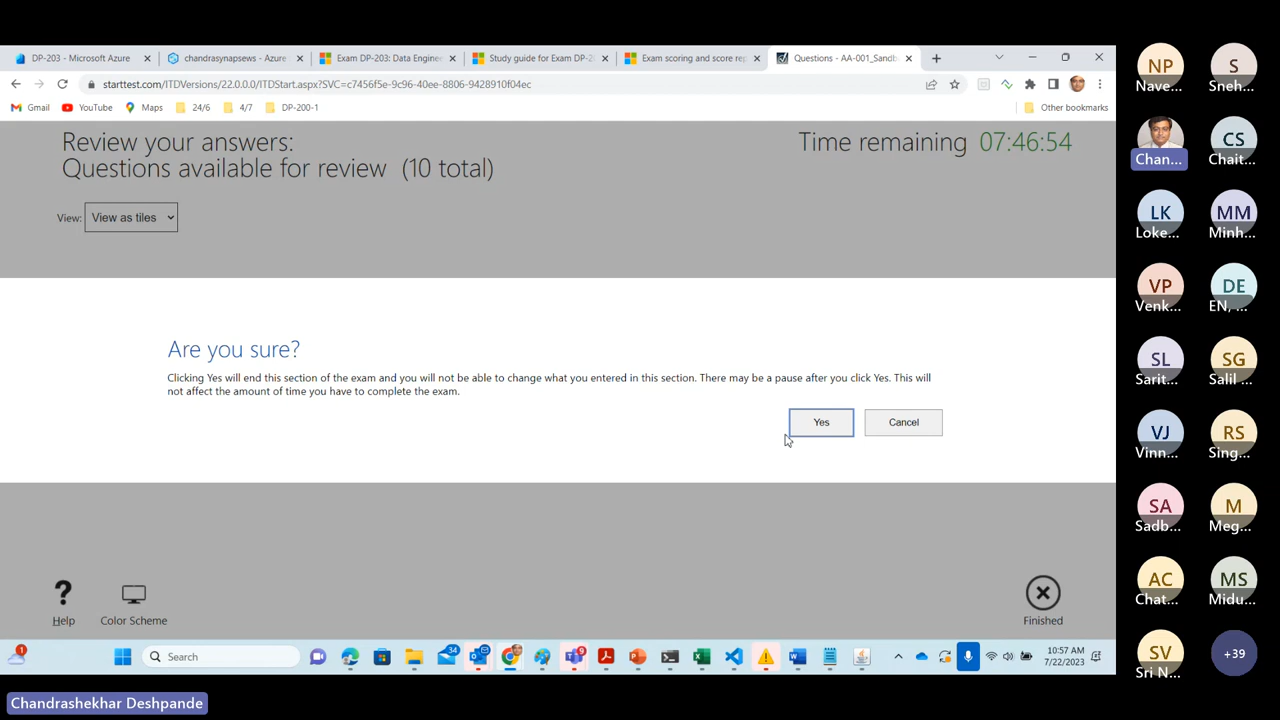 DP-203 - Microsoft Azure
chandrasynapsews - Azure
Exam DP-203: Data Engineer
Study guide for Exam DP-20
Exam scoring and score rep
Questions - AA-001_Sandb
starttest.com/ITDVersions/22.0.0.0/ITDStart.aspx?SVC=c7456f5e-9c96-40ee-8806-9428910f04ec
Gmail
YouTube
Maps
24/6
4/7
DP-200-1
Other bookmarks
Review your answers:
Questions available for review (10 total)
Time remaining 07:46:54
View: View as tiles
Are you sure?
Clicking Yes will end this section of the exam and you will not be able to change what you entered in this section. There may be a pause after you click Yes. This will
not affect the amount of time you have to complete the exam.
Yes
Cancel
?
Help
Color Scheme
Finished
1
Search
34
9
10:57 AM
7/22/2023
NP
Nave...
S
Sneh...
Chan...
CS
Chait...
LK
Loke...
MM
Minh...
VP
Venk...
DE
EN, ...
SL
Sarit...
SG
Salil ...
VJ
Vinn...
RS
Sing...
SA
Sadb...
M
Meg...
AC
Chat...
MS
Midu...
SV
Sri N...
+39
Chandrashekhar Deshpande